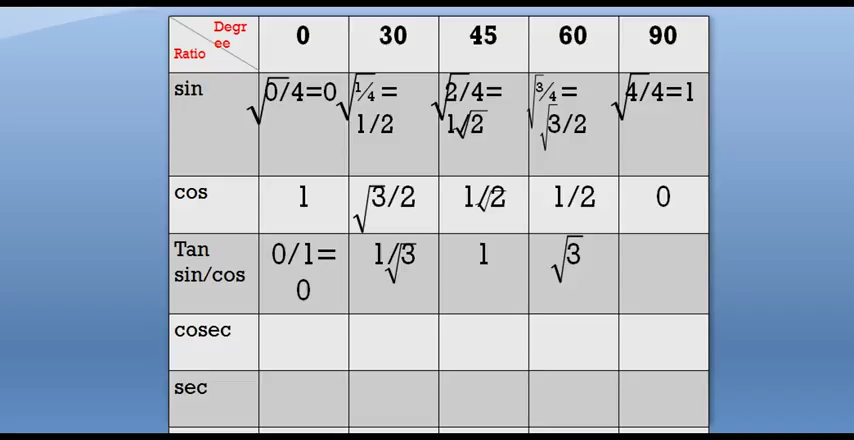 Degr
ee
Ratio
0 30 45 60 90
sin √0/4=0 √¼ = √2/4= √¾ = √4/4=1
1/2 1/√2 √3/2
cos 1 √3/2 1/√2 1/2 0
Tan 0/1= 1/√3 1 √3
sin/cos 0
cosec
sec